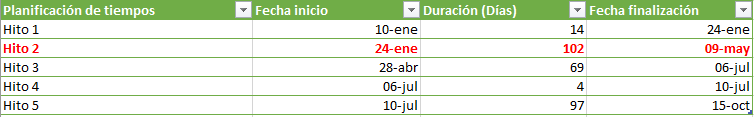 Planificación de tiempos Fecha inicio Duración (Días) Fecha finalización
Hito 1 10-ene 14 24-ene
Hito 2 24-ene 102 09-may
Hito 3 28-abr 69 06-jul
Hito 4 06-jul 4 10-jul
Hito 5 10-jul 97 15-oct